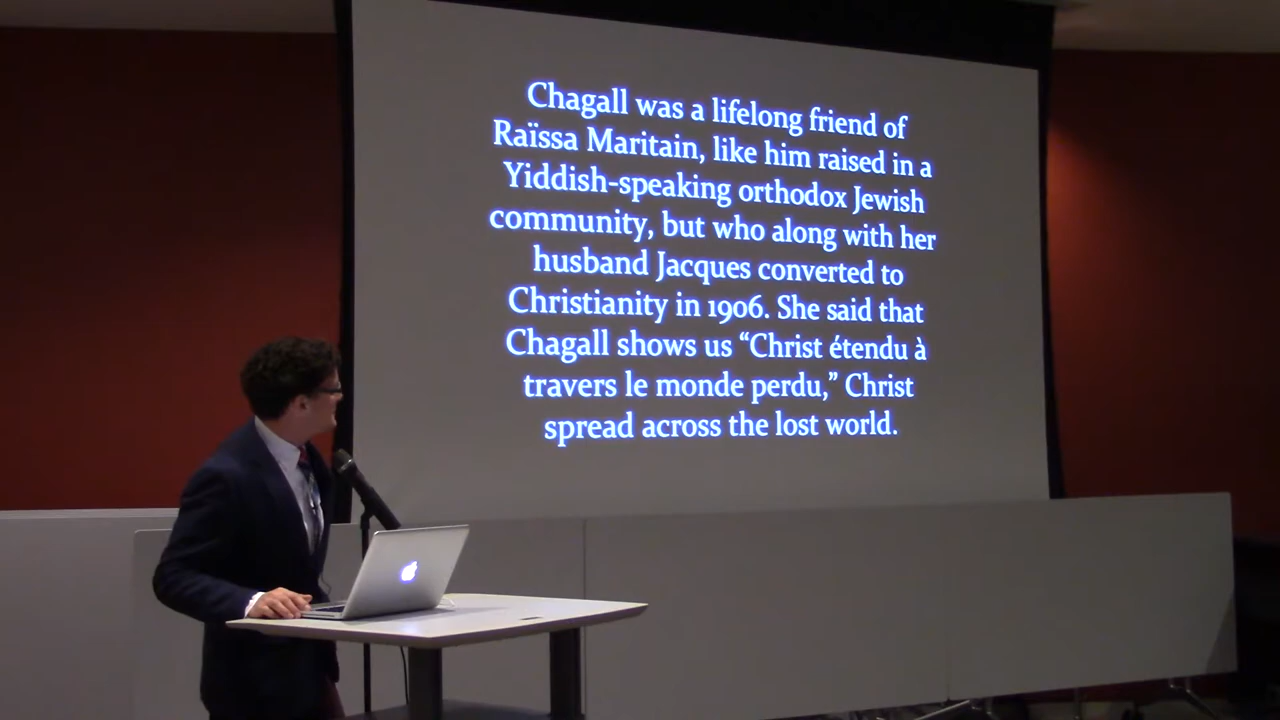 Chagall was a lifelong friend of
Raïssa Maritain, like him raised in a
Yiddish-speaking orthodox Jewish
community, but who along with her
husband Jacques converted to
Christianity in 1906. She said that
Chagall shows us “Christ étendu à
travers le monde perdu,” Christ
spread across the lost world.